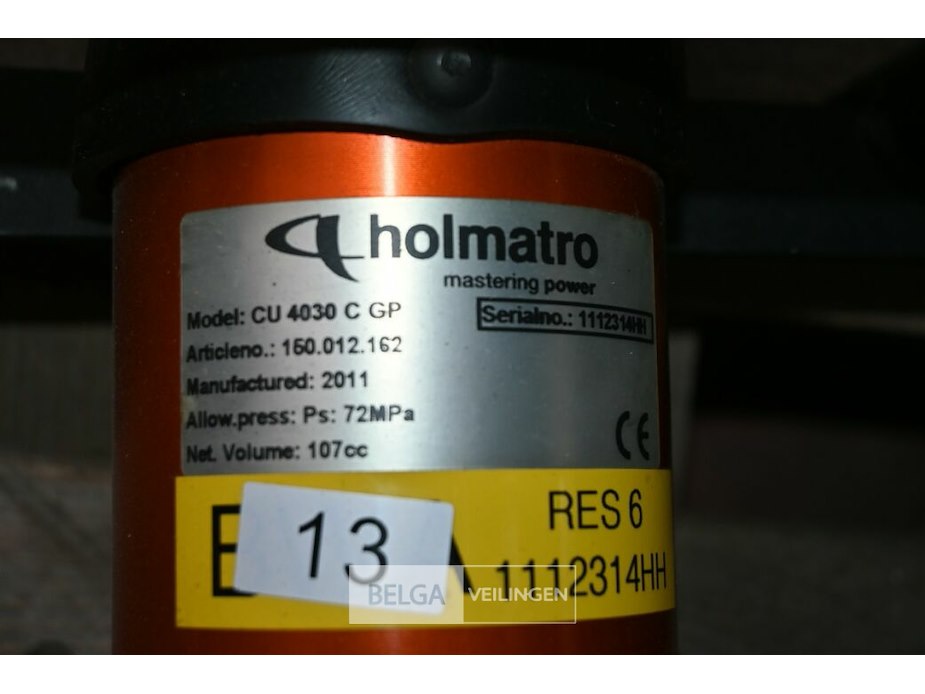 holmatro
mastering power
Model: CU 4030 C GP
Serialno.: 1112314HH
Articleno.: 150.012.162
Manufactured: 2011
Allow.press: Ps: 72MPa
Net. Volume: 107cc
CE
RES 6
13
1112314HH
BELGA VEILINGEN